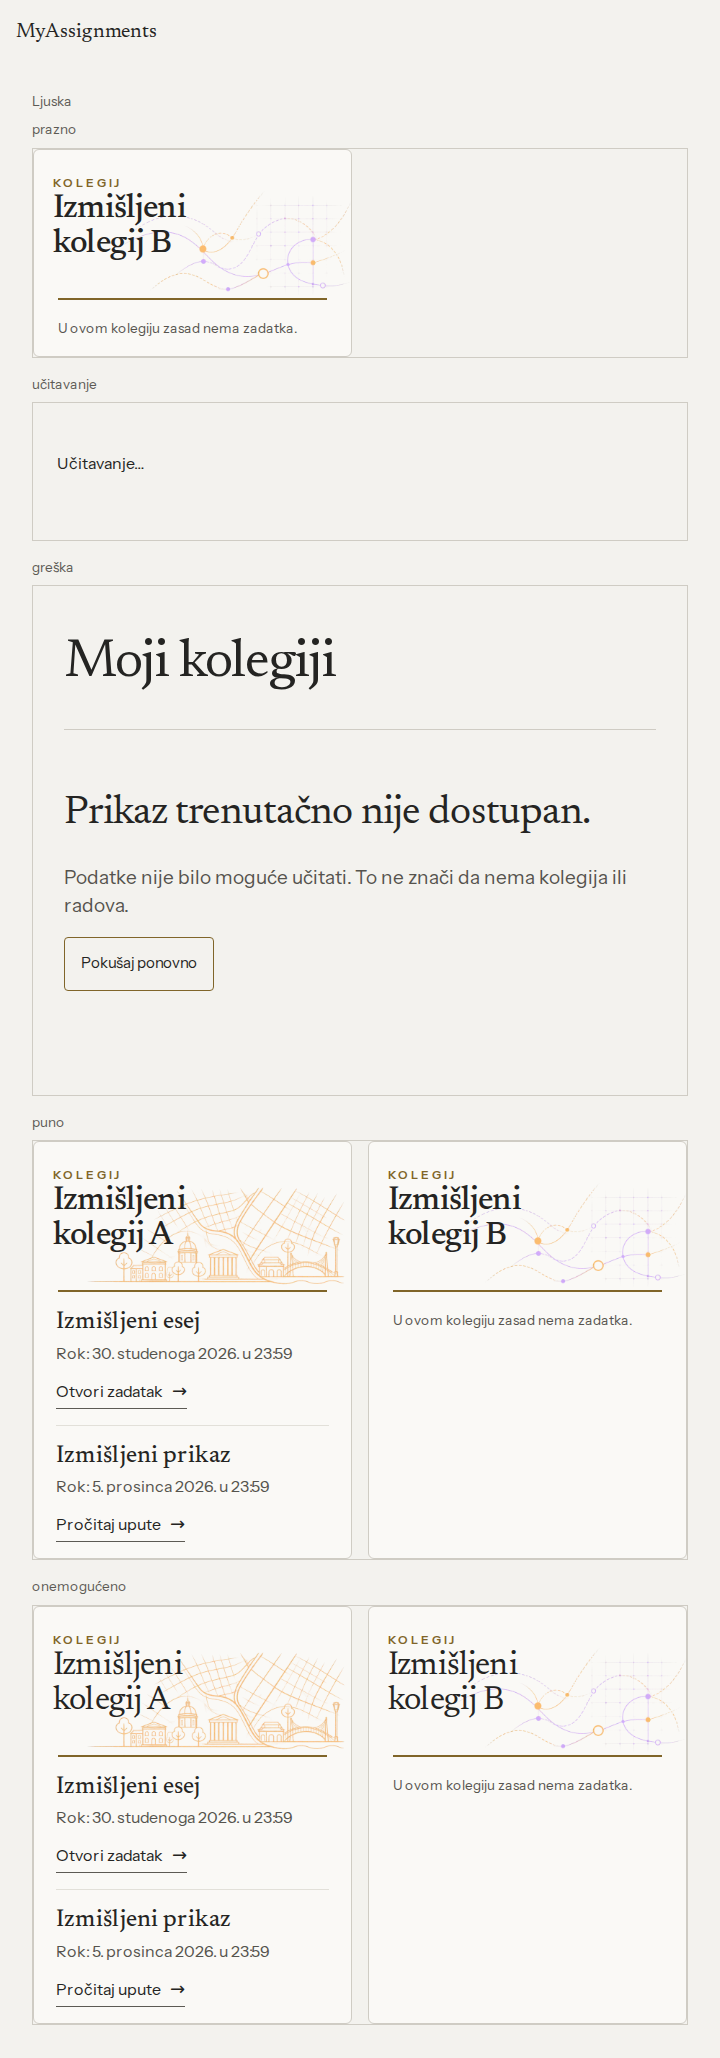 MyAssignments
Ljuska
prazno
KOLEGIJ
Izmišljeni
kolegij B
U ovom kolegiju zasad nema zadatka.
učitavanje
Učitavanje…
greška
Moji kolegiji
Prikaz trenutačno nije dostupan.
Podatke nije bilo moguće učitati. To ne znači da nema kolegija ili
radova.
Pokušaj ponovno
puno
KOLEGIJ
Izmišljeni
kolegij A
Izmišljeni esej
Rok: 30. studenoga 2026. u 23:59
Otvori zadatak →
Izmišljeni prikaz
Rok: 5. prosinca 2026. u 23:59
Pročitaj upute →
KOLEGIJ
Izmišljeni
kolegij B
U ovom kolegiju zasad nema zadatka.
onemogućeno
KOLEGIJ
Izmišljeni
kolegij A
Izmišljeni esej
Rok: 30. studenoga 2026. u 23:59
Otvori zadatak →
Izmišljeni prikaz
Rok: 5. prosinca 2026. u 23:59
Pročitaj upute →
KOLEGIJ
Izmišljeni
kolegij B
U ovom kolegiju zasad nema zadatka.